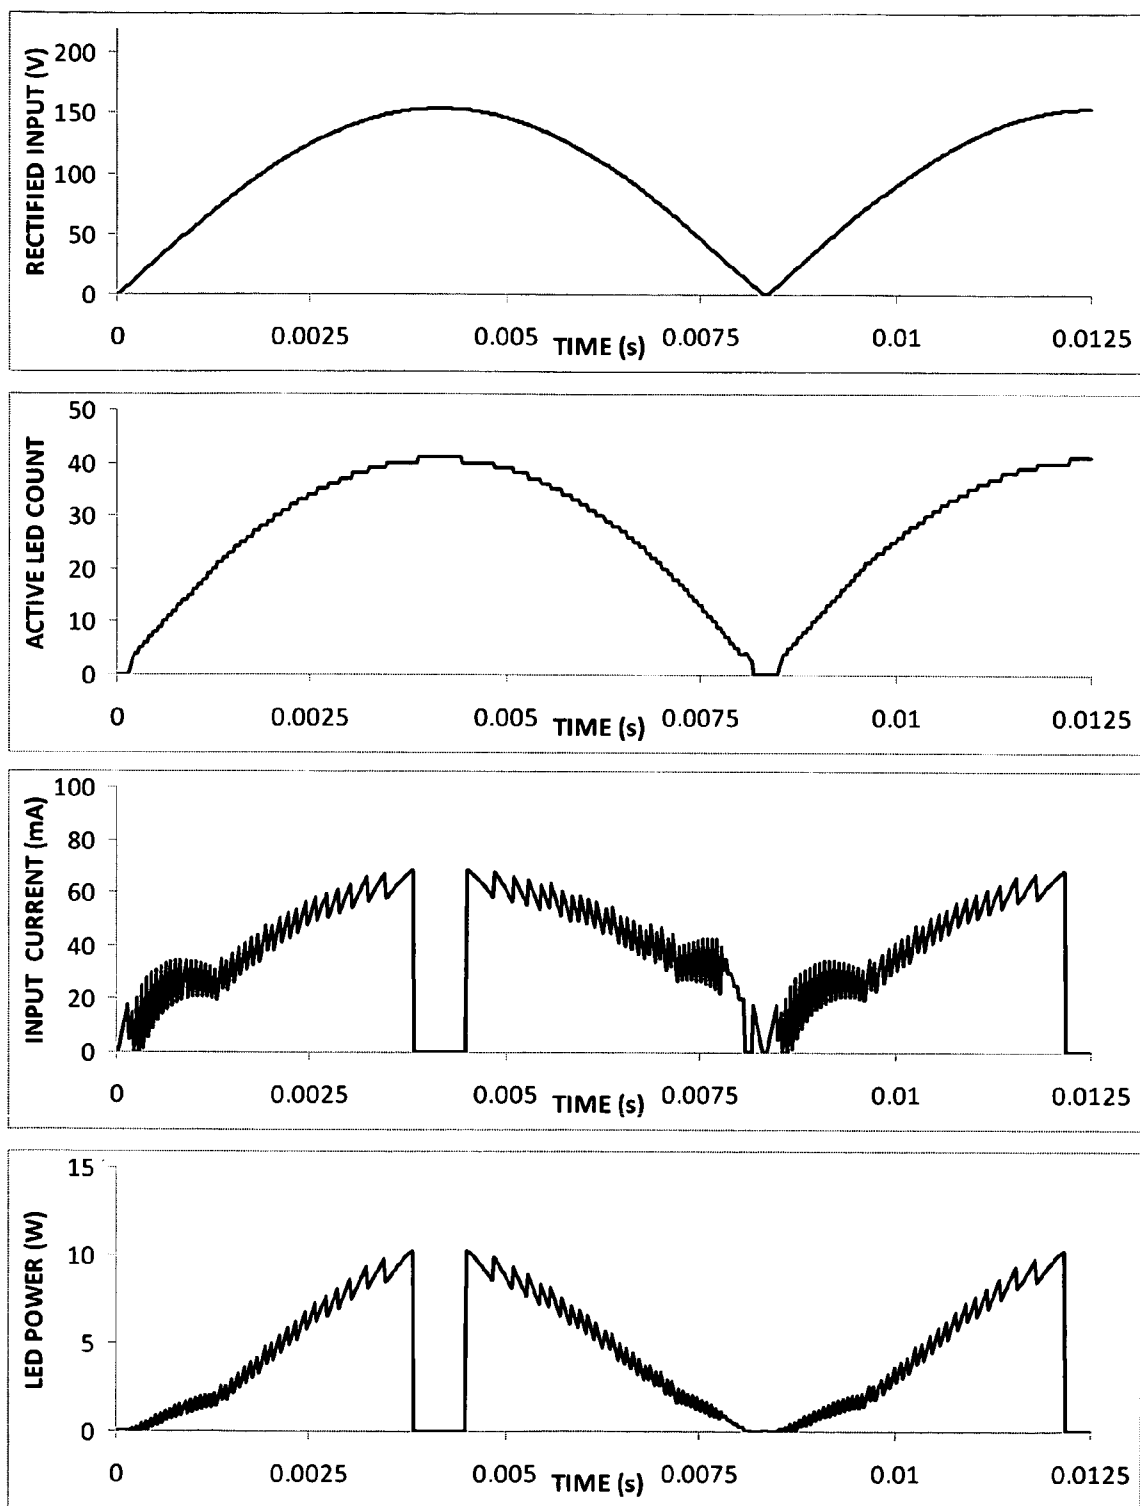 RECTIFIED INPUT (V)
200
150
100
50
0
0 0.0025 0.005 0.0075 0.01 0.0125
TIME (s)
ACTIVE LED COUNT
50
40
30
20
10
0
0 0.0025 0.005 0.0075 0.01 0.0125
TIME (s)
INPUT CURRENT (mA)
100
80
60
40
20
0
0 0.0025 0.005 0.0075 0.01 0.0125
TIME (s)
LED POWER (W)
15
10
5
0
0 0.0025 0.005 0.0075 0.01 0.0125
TIME (s)